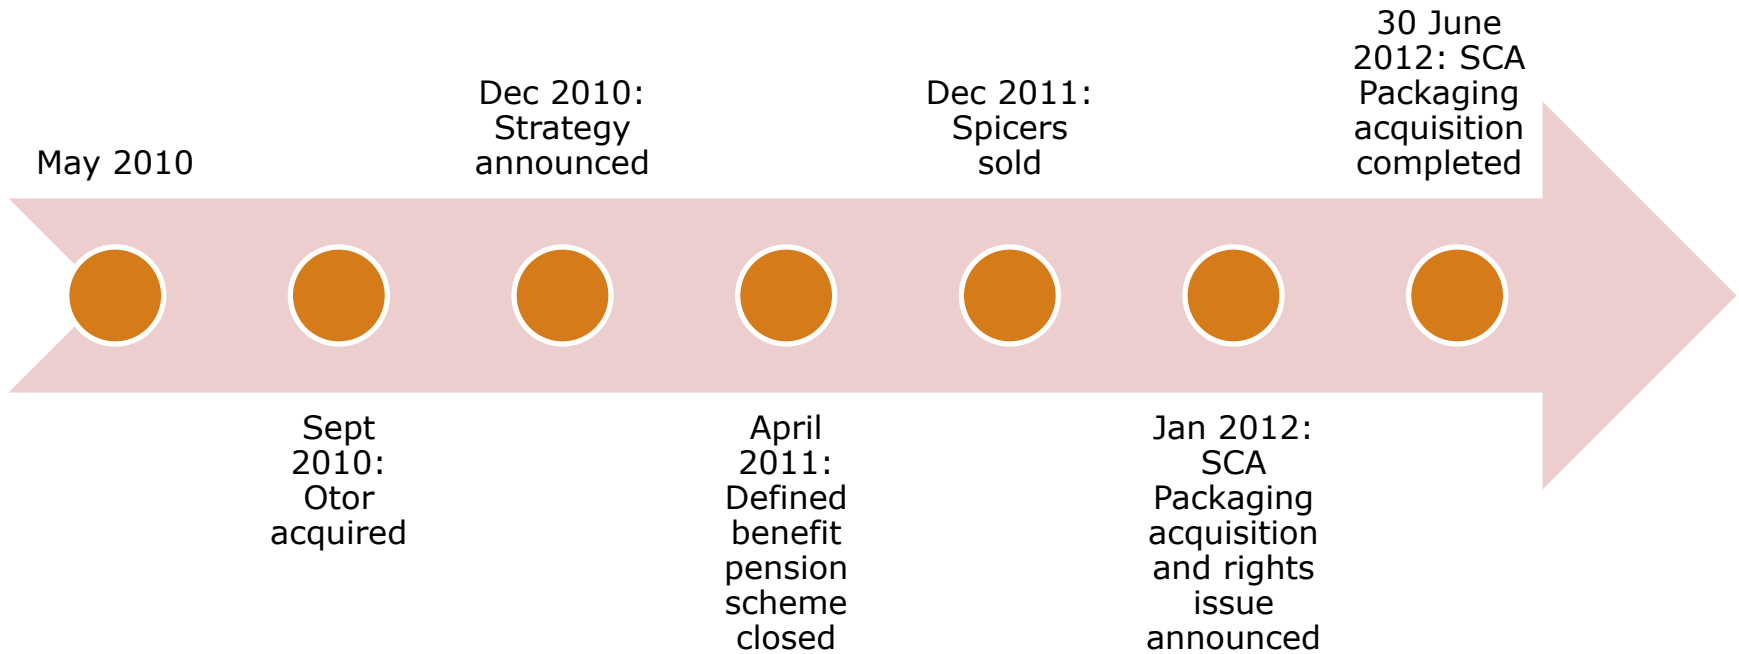 May 2010
Sept
2010:
Otor
acquired
Dec 2010:
Strategy
announced
April
2011:
Defined
benefit
pension
scheme
closed
Dec 2011:
Spicers
sold
Jan 2012:
SCA
Packaging
acquisition
and rights
issue
announced
30 June
2012: SCA
Packaging
acquisition
completed